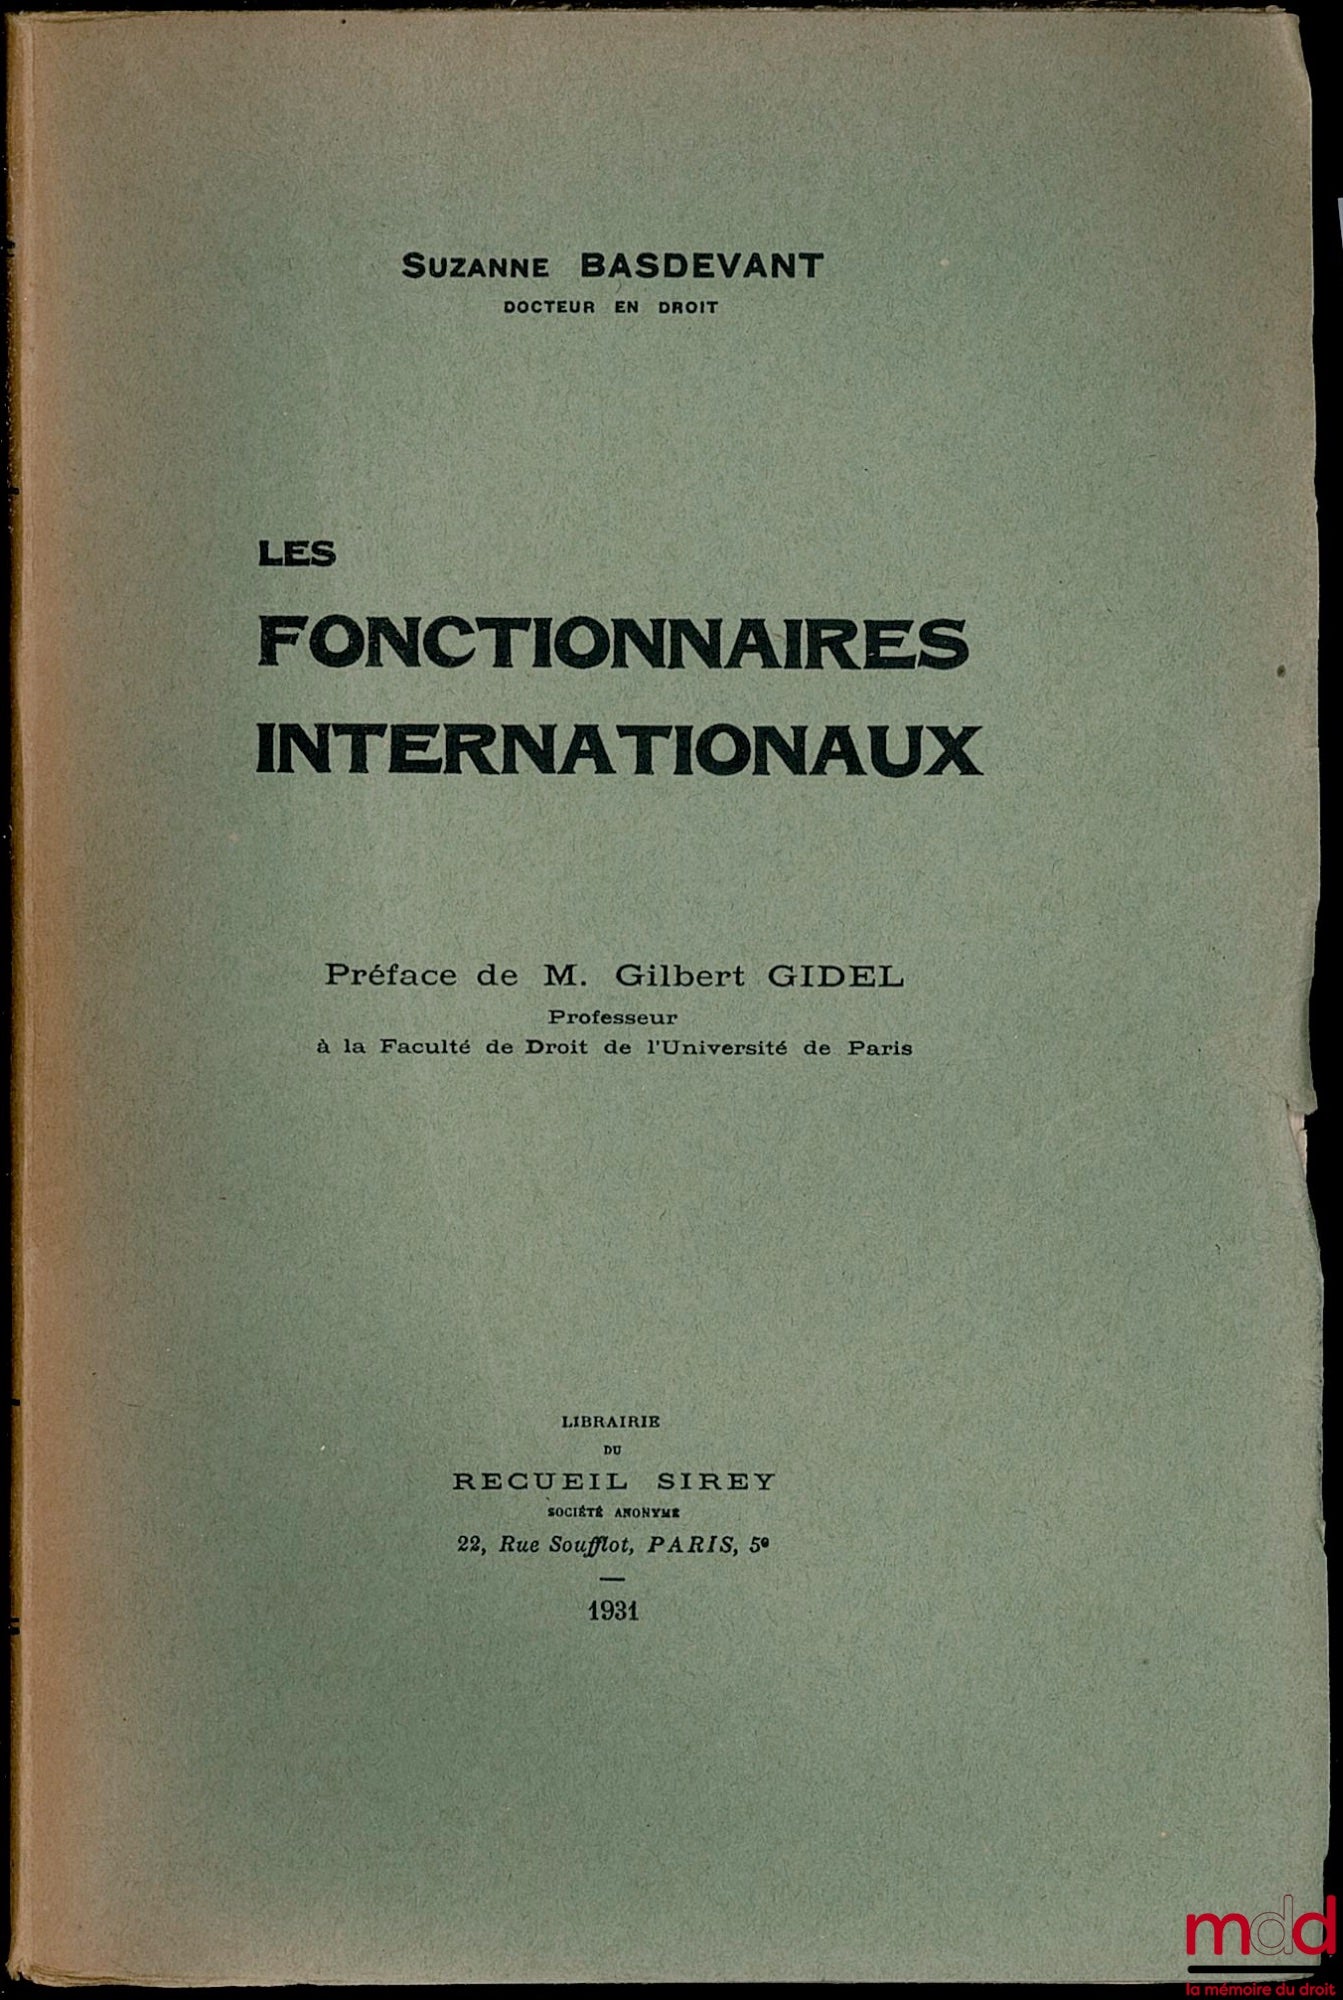 SUZANNE BASDEVANT
DOCTEUR EN DROIT
LES
FONCTIONNAIRES
INTERNATIONAUX
Préface de M. Gilbert GIDEL
Professeur
à la Faculté de Droit de l'Université de Paris
LIBRAIRIE
DU
RECUEIL SIREY
SOCIÉTÉ ANONYME
22, Rue Soufflot, PARIS, 5e
1931
mdd
la mémoire du droit